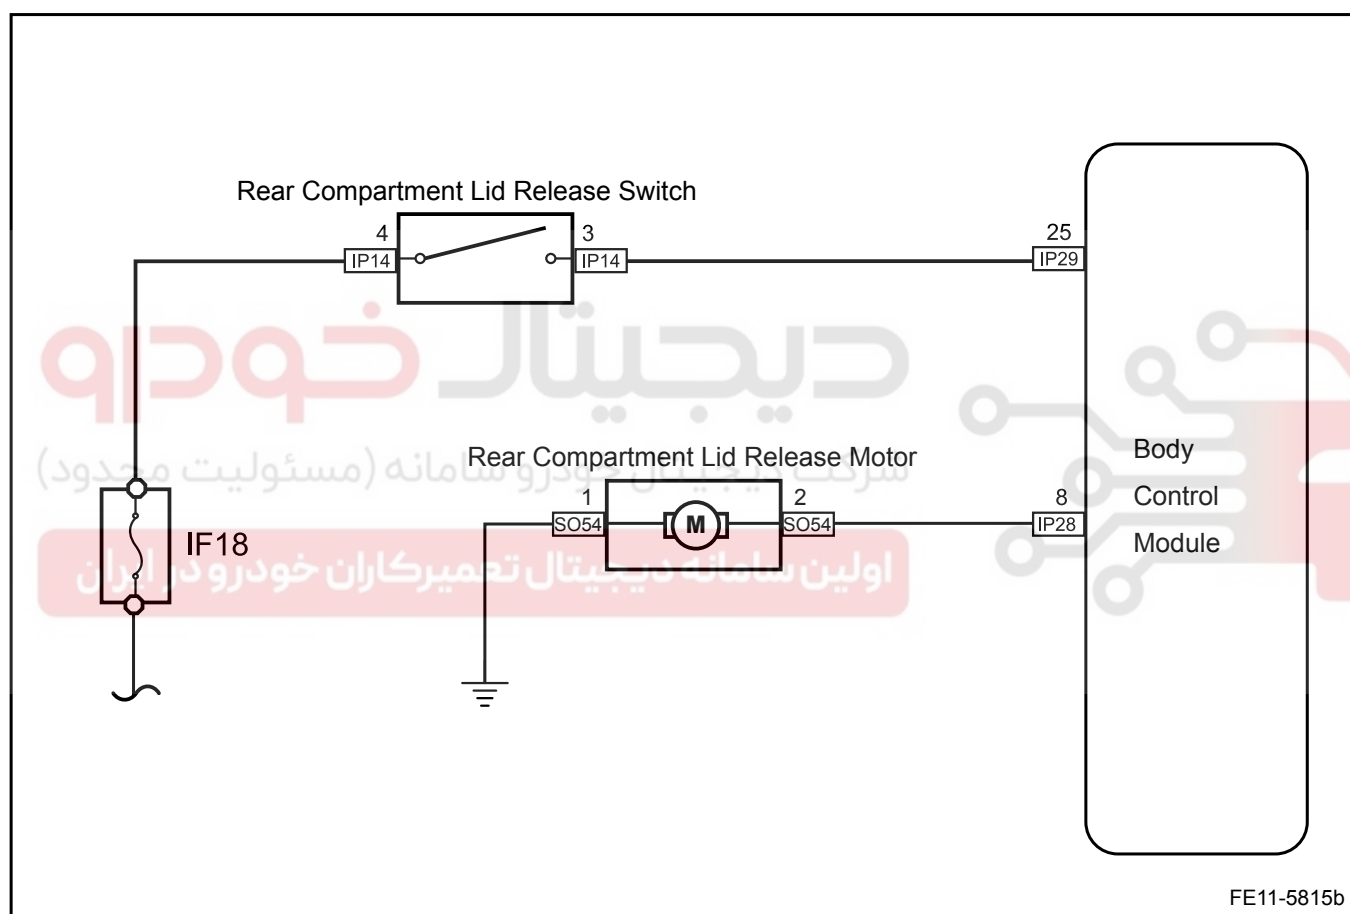 Rear Compartment Lid Release Switch
4
3
25
IP14
IP14
IP29
دیجیتال خودرو
شرکت دیجیتال خودرو سامانه (مسئولیت محدود)
Rear Compartment Lid Release Motor
Body
Control
Module
1
2
8
SO54
M
SO54
IP28
IF18
اولین سامانه دیجیتال تعمیرکاران خودرو در ایران
FE11-5815b